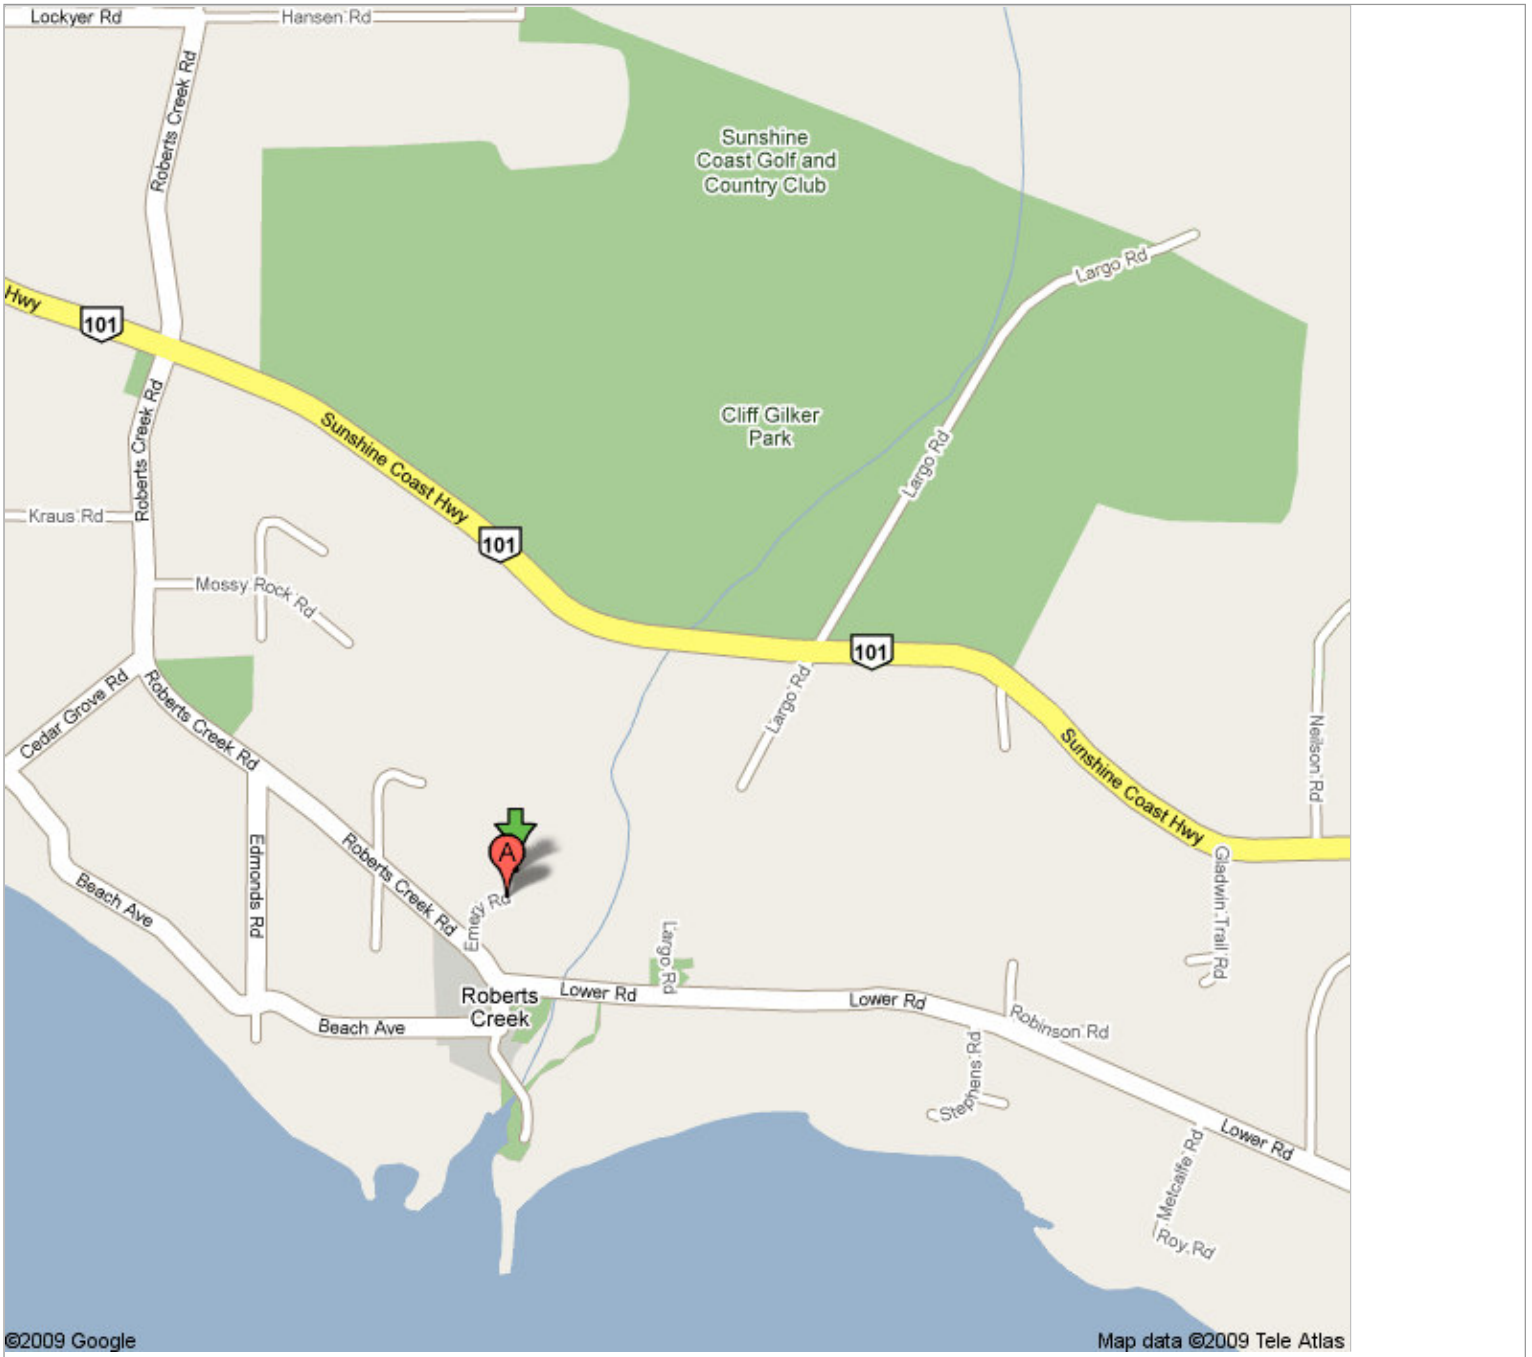 Lockyer Rd
Hansen Rd
Roberts Creek Rd
Sunshine
Coast Golf and
Country Club
Largo Rd
Hwy
101
Roberts Creek Rd
Sunshine Coast Hwy
Cliff Gilker
Park
Largo Rd
Kraus Rd
101
Mossy Rock Rd
101
Cedar Grove Rd
Roberts Creek Rd
Largo Rd
Neilson Rd
Sunshine Coast Hwy
Edmonds Rd
Roberts Creek Rd
A
Beach Ave
Emery Rd
Gladwin Trail Rd
Largo Rd
Roberts
Creek
Lower Rd
Lower Rd
Beach Ave
Robinson Rd
Stephens Rd
Lower Rd
Metcalfe Rd
Roy Rd
©2009 Google
Map data ©2009 Tele Atlas